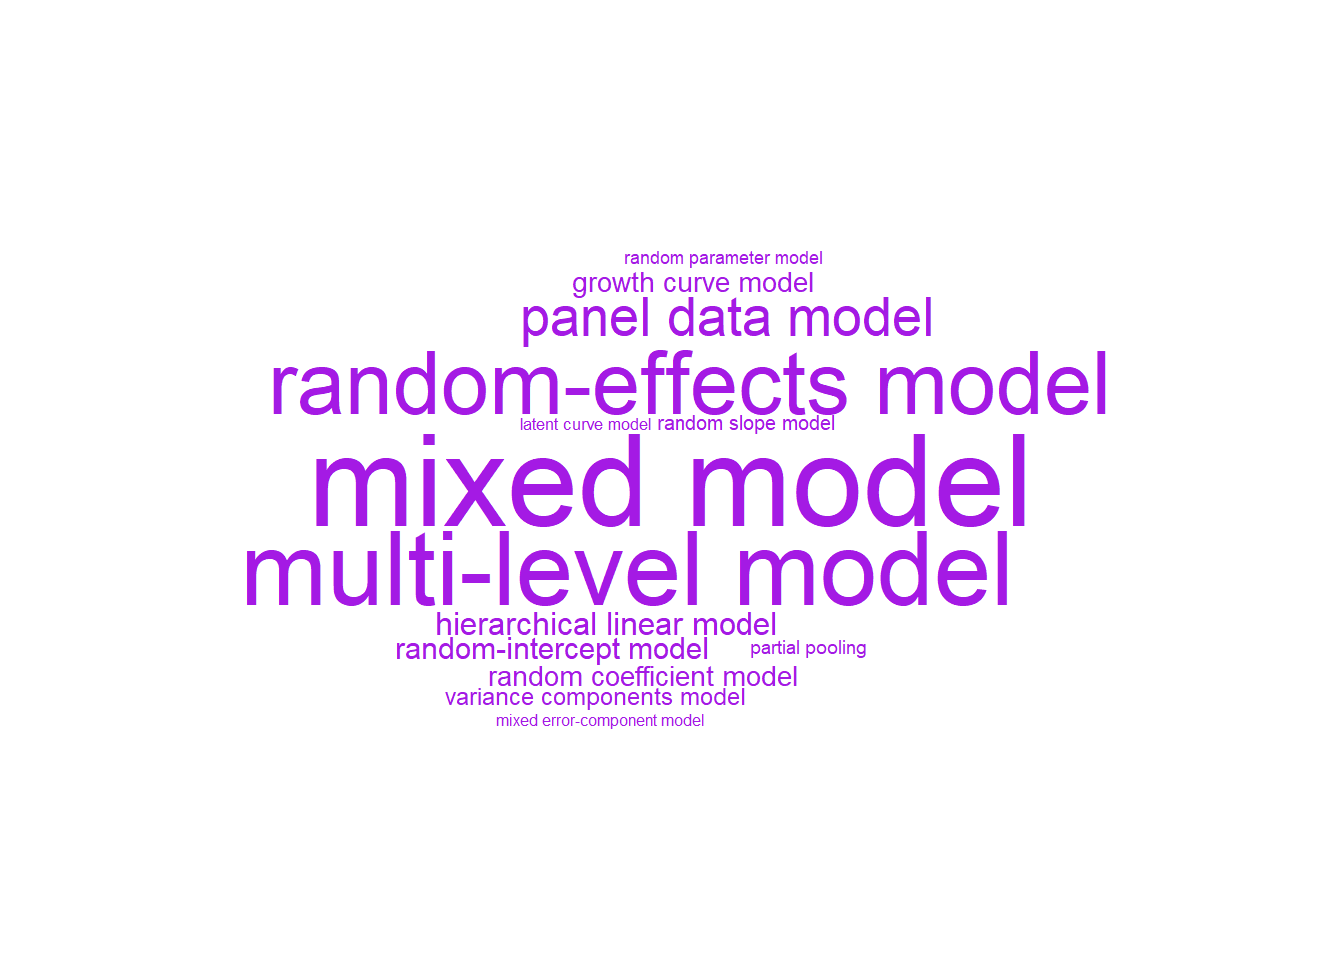 random parameter model
growth curve model
panel data model
random-effects model
latent curve model random slope model
mixed model
multi-level model
hierarchical linear model
random-intercept model partial pooling
random coefficient model
variance components model
mixed error-component model